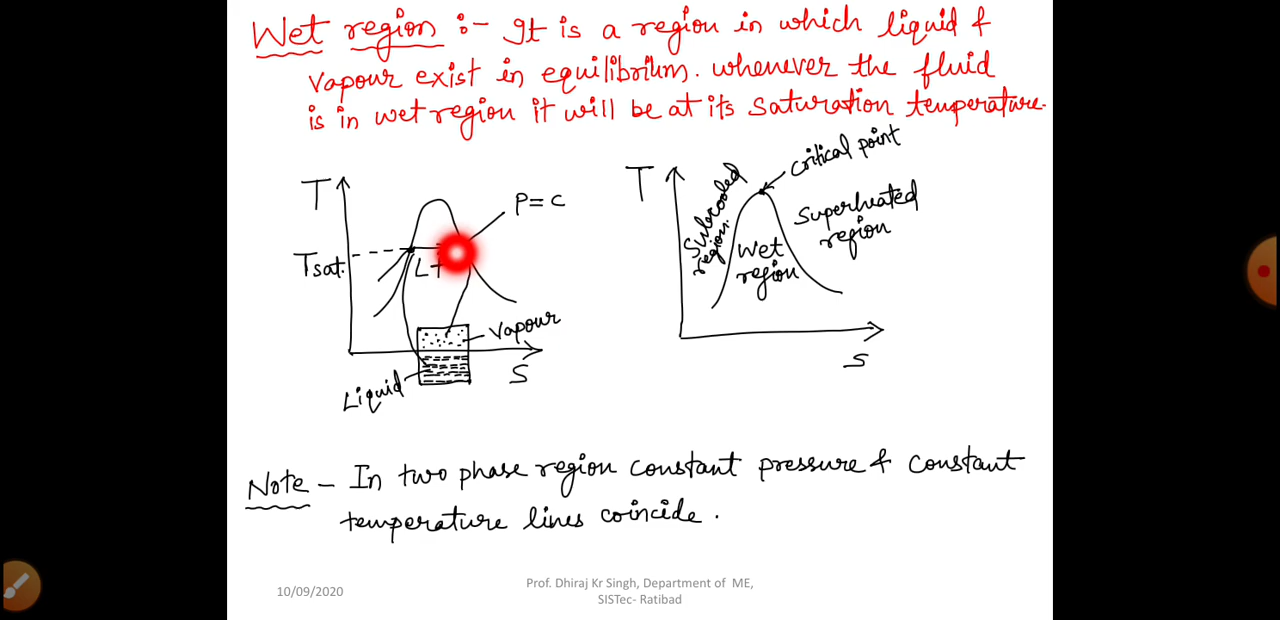 Wet region :- It is a region in which liquid &
vapour exist in equilibrium. whenever the fluid
is in wet region it will be at its saturation temperature.
T
P = C
Tsat.
L+
Vapour
Liquid
S
T
Critical point
Subcooled
region.
Wet
region
Superheated
region
S
Note - In two phase region constant pressure & constant
temperature lines coincide.
10/09/2020
Prof. Dhiraj Kr Singh, Department of ME,
SISTec- Ratibad